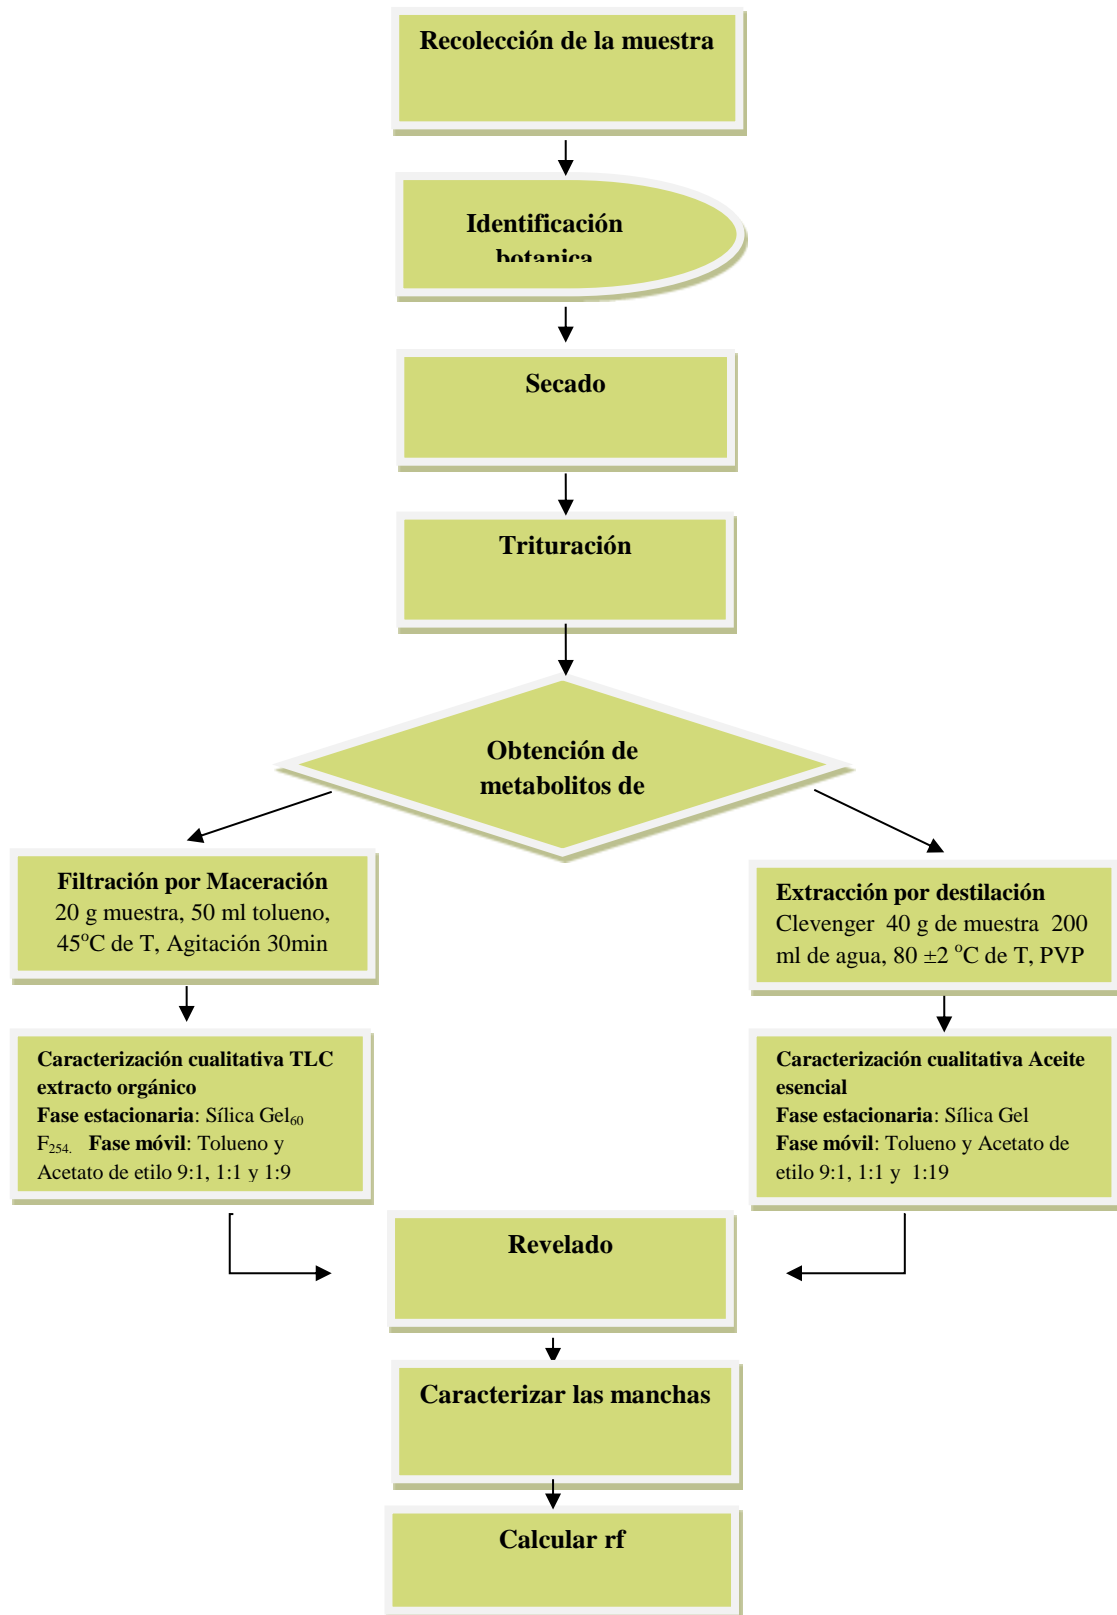 Recolección de la muestra
Identificación
botanica
Secado
Trituración
Obtención de
metabolitos de
Filtración por Maceración
20 g muestra, 50 ml tolueno,
45°C de T, Agitación 30min
Extracción por destilación
Clevenger 40 g de muestra 200
ml de agua, 80 ±2 °C de T, PVP
Caracterización cualitativa TLC
extracto orgánico
Fase estacionaria: Sílica Gel60
F254. Fase móvil: Tolueno y
Acetato de etilo 9:1, 1:1 y 1:9
Caracterización cualitativa Aceite
esencial
Fase estacionaria: Sílica Gel
Fase móvil: Tolueno y Acetato de
etilo 9:1, 1:1 y 1:19
Revelado
Caracterizar las manchas
Calcular rf